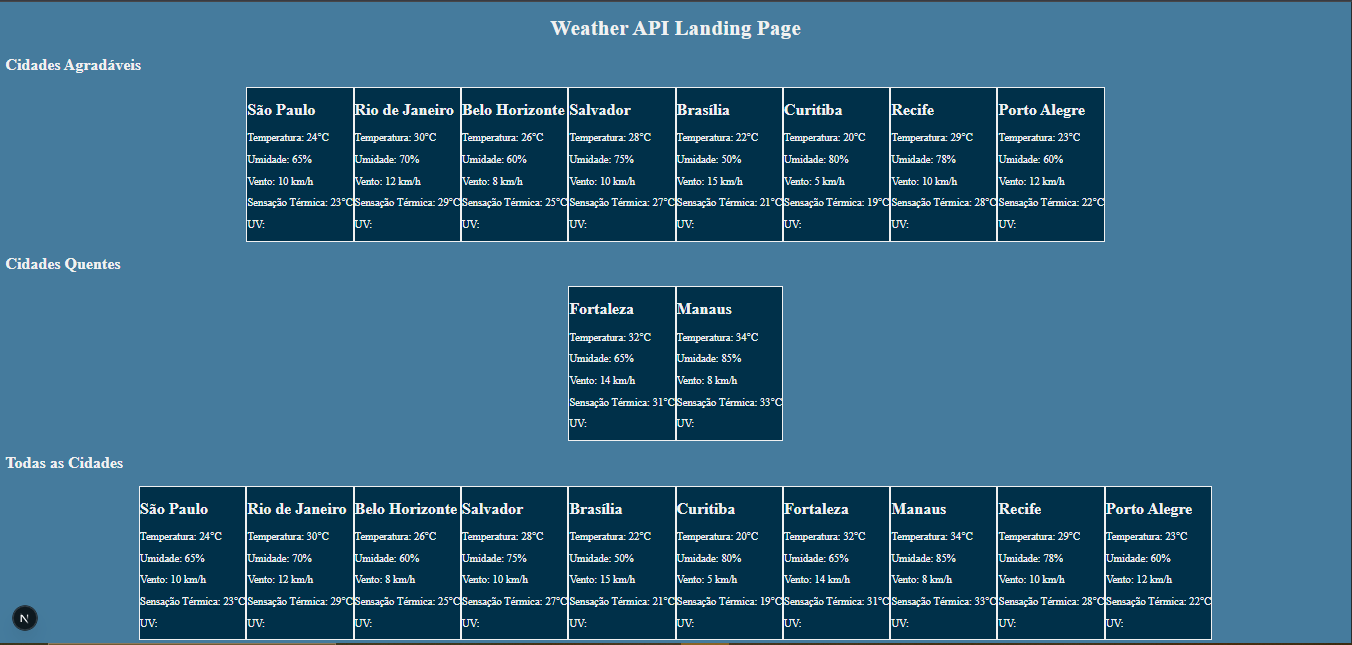 Weather API Landing Page
Cidades Agradáveis
São Paulo Rio de Janeiro Belo Horizonte Salvador Brasília Curitiba Recife Porto Alegre
Temperatura: 24°C Temperatura: 30°C Temperatura: 26°C Temperatura: 28°C Temperatura: 22°C Temperatura: 20°C Temperatura: 29°C Temperatura: 23°C
Umidade: 65% Umidade: 70% Umidade: 60% Umidade: 75% Umidade: 50% Umidade: 80% Umidade: 78% Umidade: 60%
Vento: 10 km/h Vento: 12 km/h Vento: 8 km/h Vento: 10 km/h Vento: 15 km/h Vento: 5 km/h Vento: 10 km/h Vento: 12 km/h
Sensação Térmica: 23°C Sensação Térmica: 29°C Sensação Térmica: 25°C Sensação Térmica: 27°C Sensação Térmica: 21°C Sensação Térmica: 19°C Sensação Térmica: 28°C Sensação Térmica: 22°C
UV: UV: UV: UV: UV: UV: UV: UV:
Cidades Quentes
Fortaleza Manaus
Temperatura: 32°C Temperatura: 34°C
Umidade: 65% Umidade: 85%
Vento: 14 km/h Vento: 8 km/h
Sensação Térmica: 31°C Sensação Térmica: 33°C
UV: UV:
Todas as Cidades
São Paulo Rio de Janeiro Belo Horizonte Salvador Brasília Curitiba Fortaleza Manaus Recife Porto Alegre
Temperatura: 24°C Temperatura: 30°C Temperatura: 26°C Temperatura: 28°C Temperatura: 22°C Temperatura: 20°C Temperatura: 32°C Temperatura: 34°C Temperatura: 29°C Temperatura: 23°C
Umidade: 65% Umidade: 70% Umidade: 60% Umidade: 75% Umidade: 50% Umidade: 80% Umidade: 65% Umidade: 85% Umidade: 78% Umidade: 60%
Vento: 10 km/h Vento: 12 km/h Vento: 8 km/h Vento: 10 km/h Vento: 15 km/h Vento: 5 km/h Vento: 14 km/h Vento: 8 km/h Vento: 10 km/h Vento: 12 km/h
Sensação Térmica: 23°C Sensação Térmica: 29°C Sensação Térmica: 25°C Sensação Térmica: 27°C Sensação Térmica: 21°C Sensação Térmica: 19°C Sensação Térmica: 31°C Sensação Térmica: 33°C Sensação Térmica: 28°C Sensação Térmica: 22°C
N UV: UV: UV: UV: UV: UV: UV: UV: UV: UV: